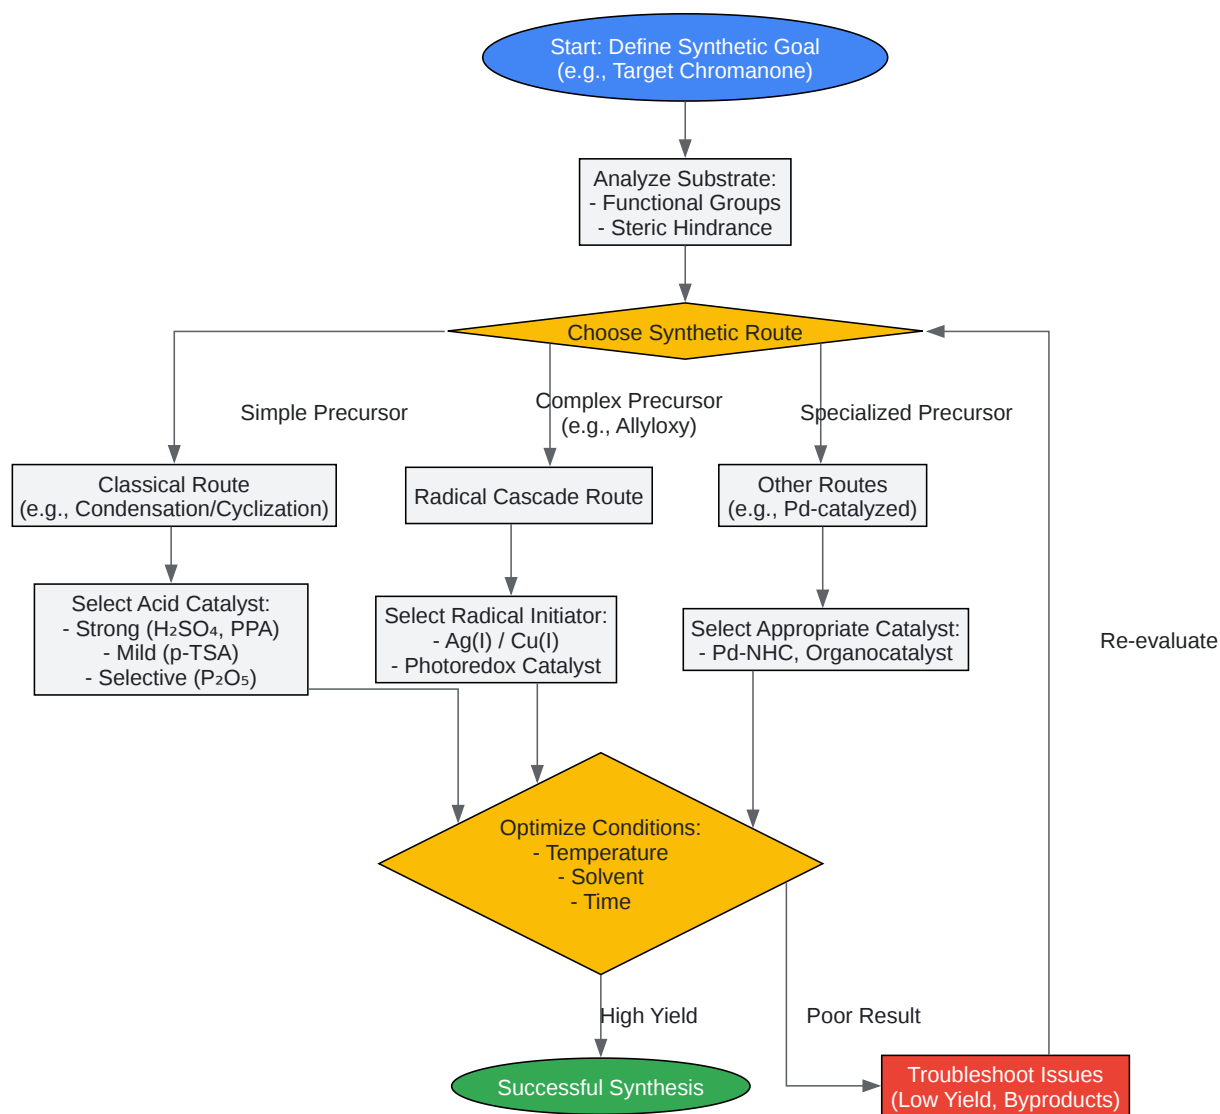 Start: Define Synthetic Goal
(e.g., Target Chromanone)
Analyze Substrate:
- Functional Groups
- Steric Hindrance
Choose Synthetic Route
Simple Precursor
Complex Precursor
(e.g., Allyloxy)
Specialized Precursor
Classical Route
(e.g., Condensation/Cyclization)
Radical Cascade Route
Other Routes
(e.g., Pd-catalyzed)
Select Acid Catalyst:
- Strong (H₂SO₄, PPA)
- Mild (p-TSA)
- Selective (P₂O₅)
Select Radical Initiator:
- Ag(I) / Cu(I)
- Photoredox Catalyst
Select Appropriate Catalyst:
- Pd-NHC, Organocatalyst
Re-evaluate
Optimize Conditions:
- Temperature
- Solvent
- Time
High Yield
Poor Result
Successful Synthesis
Troubleshoot Issues
(Low Yield, Byproducts)